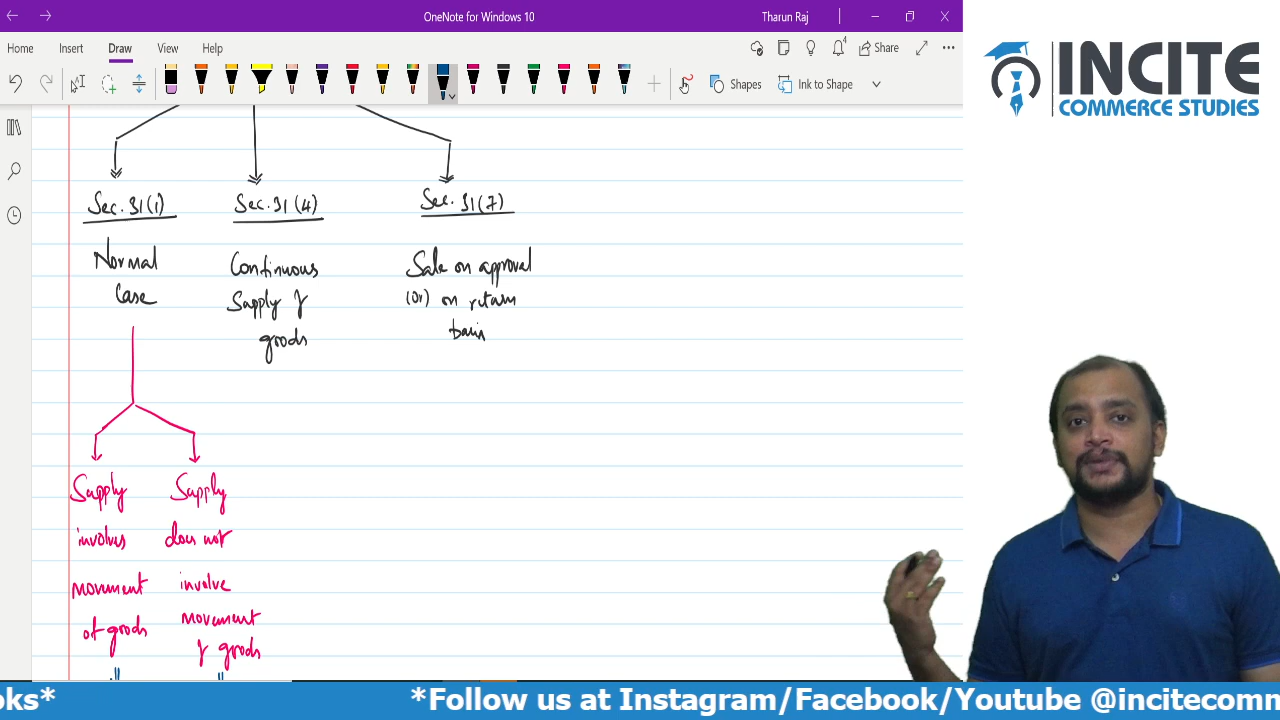 OneNote for Windows 10
Tharun Raj
Home Insert Draw View Help
4
Share
Shapes
Ink to Shape
INCITE
COMMERCE STUDIES
Sec. 31(1)
Normal
Case
Sec. 31(4)
Continuous
Supply of
goods
Sec. 31(7)
Sale on approval
(or) on return
basis
Supply
involves
movement
of goods
Supply
does not
involve
movement
of goods
oks* *Follow us at Instagram/Facebook/Youtube @incitecomm